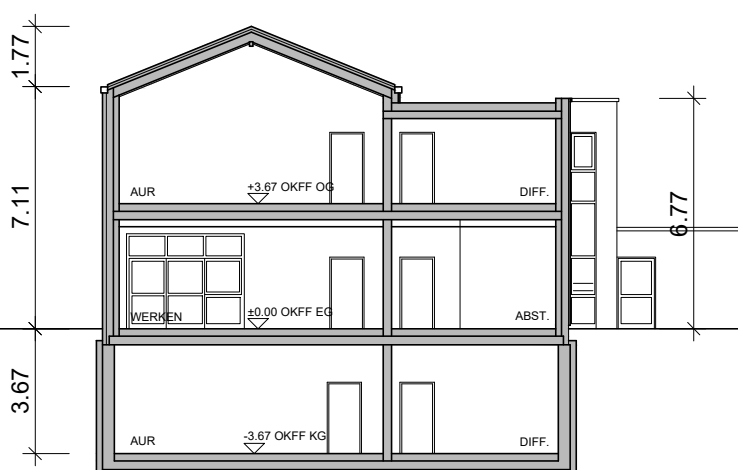 1.77
AUR
+3.67 OKFF OG
DIFF.
7.11
6.77
WERKEN
±0.00 OKFF EG
ABST.
3.67
AUR
-3.67 OKFF KG
DIFF.